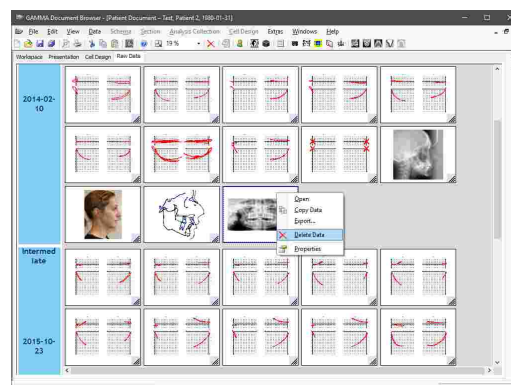 GAMMA Document Browser - [Patient Document - Test, Patient 2, 1980-01-31]
File Edit View Data Schema Section Analysis Collection Cell Design Extras Windows Help
19 %
Workspace Presentation Cell Design Raw Data
2014-02-
10
Open
Copy Data
Export...
Delete Data
Properties
Intermed
iate
2015-10-
23